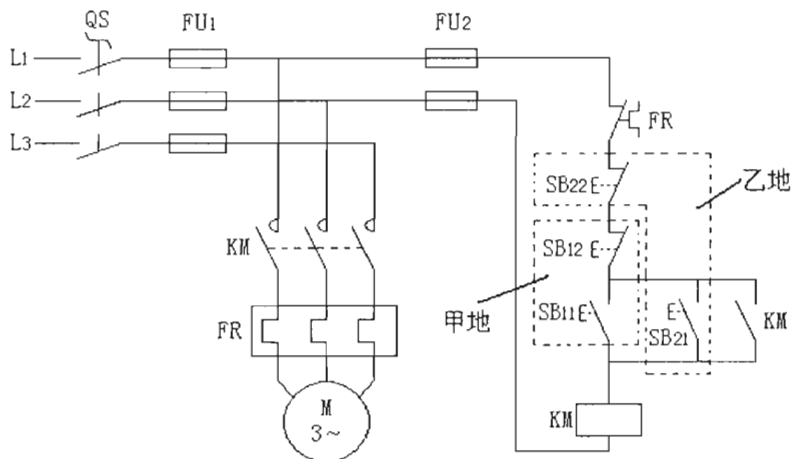 QS
FU1
FU2
L1
L2
L3
FR
SB22
乙地
KM
SB12
SB11
甲地
SB21
KM
FR
M
3~
KM